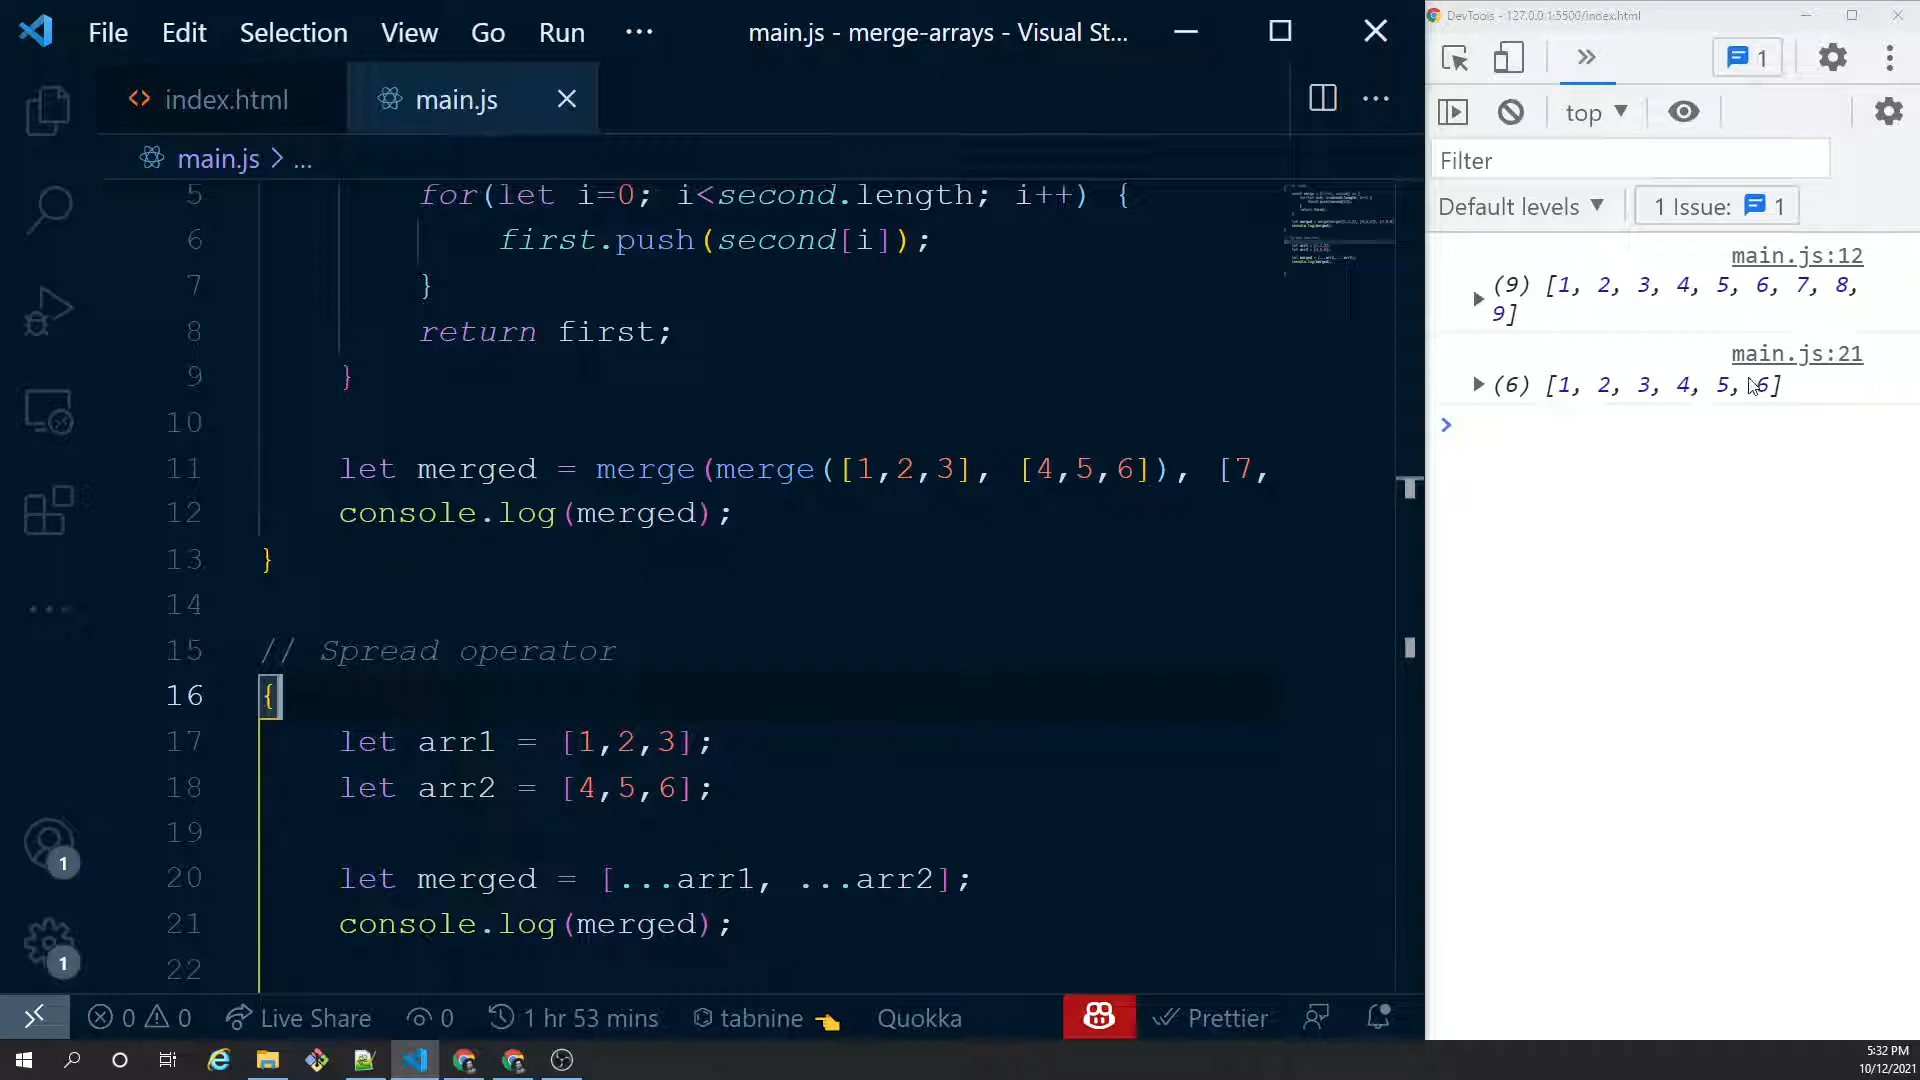 File Edit Selection View Go Run ... main.js - merge-arrays - Visual St...
index.html main.js
main.js > ...
5 for(let i=0; i<second.length; i++) {
6 first.push(second[i]);
7 }
8 return first;
9 }
10
11 let merged = merge(merge([1,2,3], [4,5,6]), [7,
12 console.log(merged);
13 }
14
15 // Spread operator
16 {
17 let arr1 = [1,2,3];
18 let arr2 = [4,5,6];
19
20 let merged = [...arr1, ...arr2];
21 console.log(merged);
22
1
1
0 0 Live Share 0 1 hr 53 mins tabnine Quokka Prettier
DevTools - 127.0.0.1:5500/index.html
1
top
Filter
Default levels 1 Issue: 1
main.js:12
(9) [1, 2, 3, 4, 5, 6, 7, 8,
9]
main.js:21
(6) [1, 2, 3, 4, 5, 6]
5:32 PM
10/12/2021